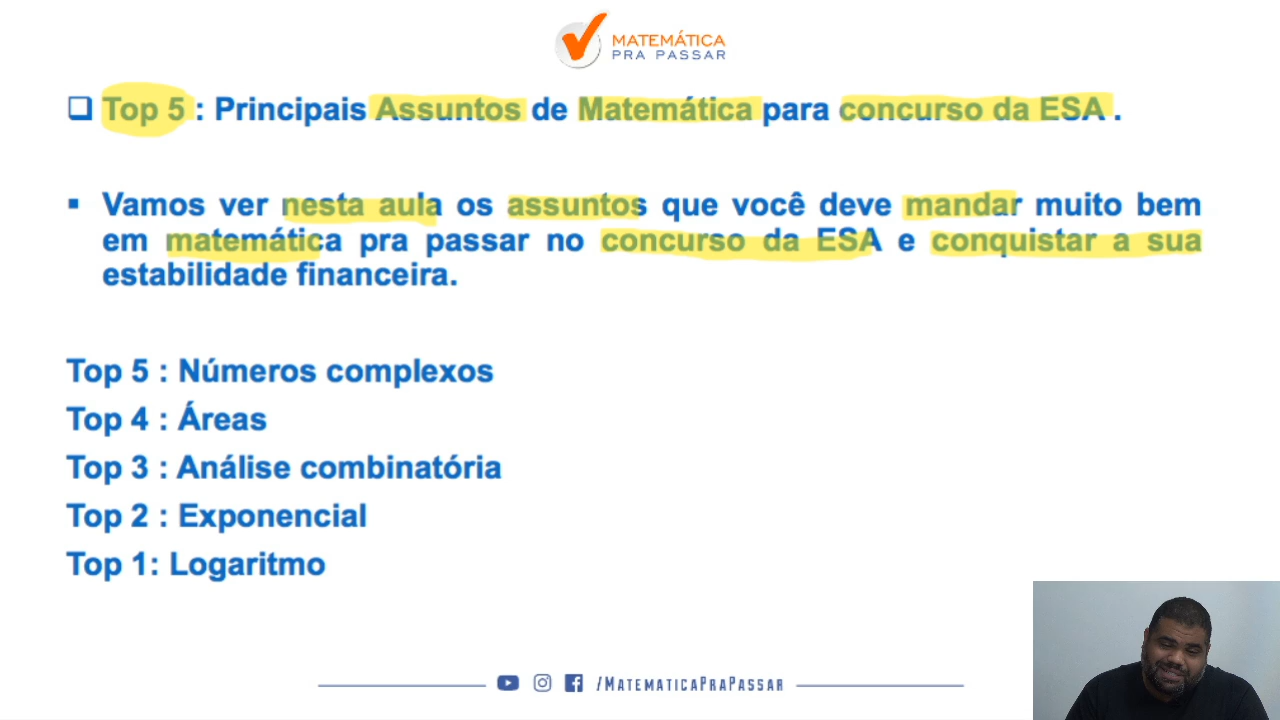 MATEMÁTICA
PRA PASSAR
❑ Top 5 : Principais Assuntos de Matemática para concurso da ESA .
▪ Vamos ver nesta aula os assuntos que você deve mandar muito bem
em matemática pra passar no concurso da ESA e conquistar a sua
estabilidade financeira.
Top 5 : Números complexos
Top 4 : Áreas
Top 3 : Análise combinatória
Top 2 : Exponencial
Top 1: Logaritmo
/MATEMATICAPRAPASSAR